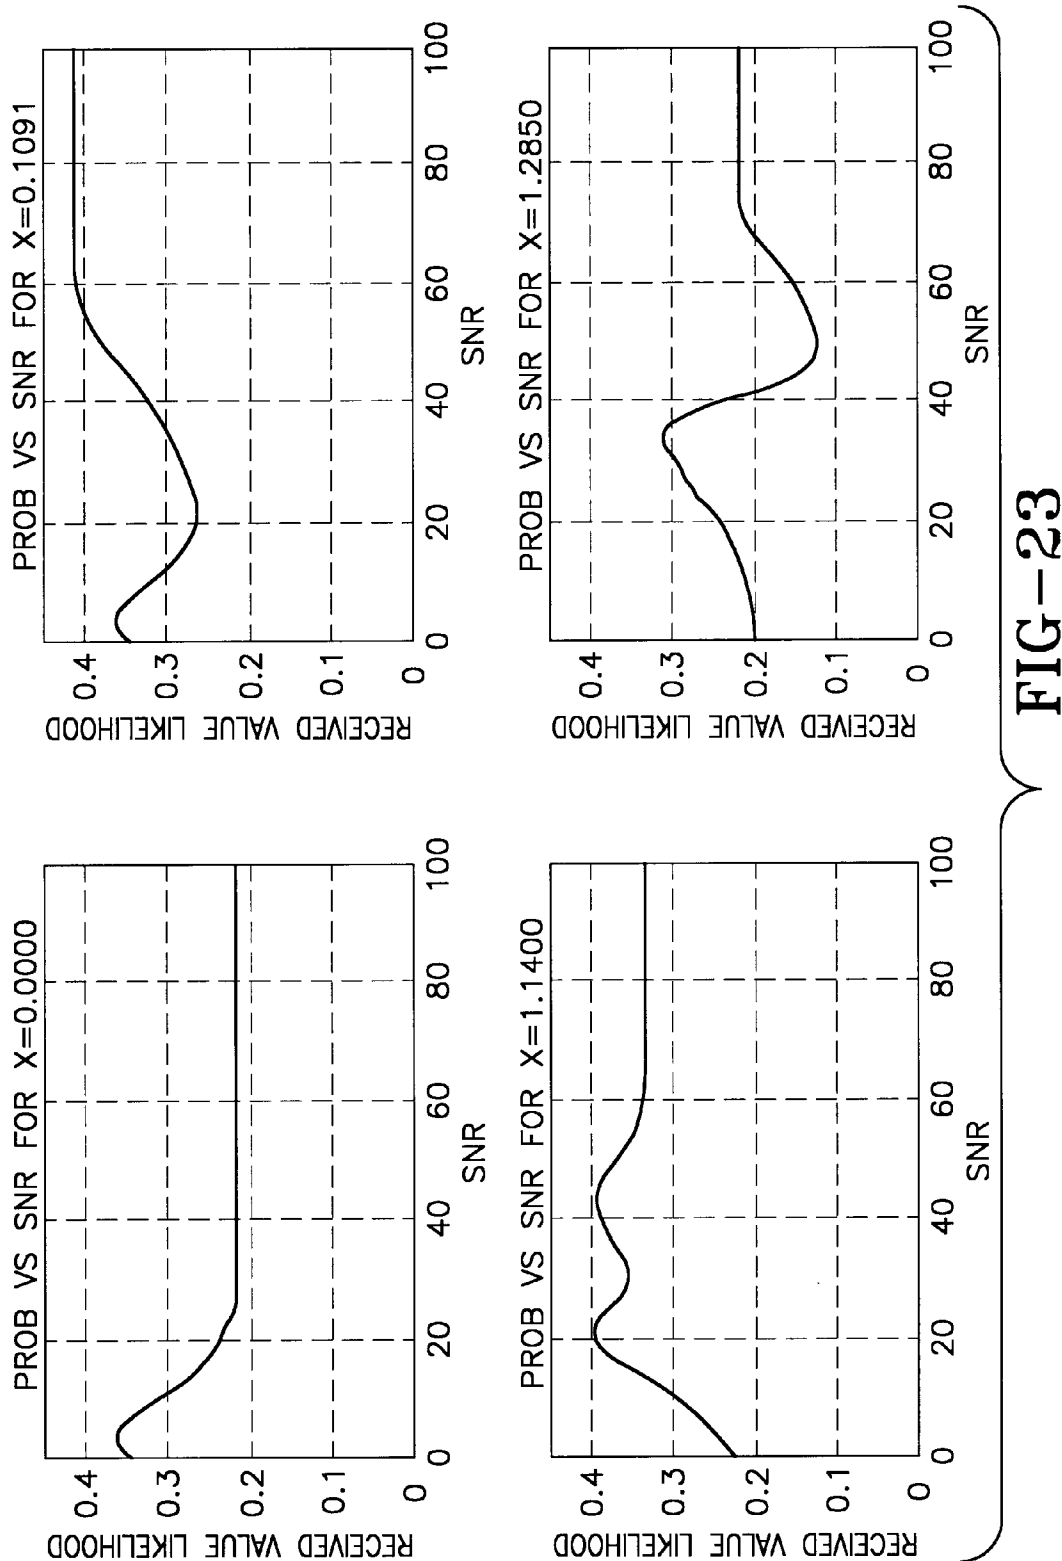 PROB VS SNR FOR X=0.0000
RECEIVED VALUE LIKELIHOOD
0.4
0.3
0.2
0.1
0
0 20 40 60 80 100
SNR
PROB VS SNR FOR X=0.1091
RECEIVED VALUE LIKELIHOOD
0.4
0.3
0.2
0.1
0
0 20 40 60 80 100
SNR
PROB VS SNR FOR X=1.1400
RECEIVED VALUE LIKELIHOOD
0.4
0.3
0.2
0.1
0
0 20 40 60 80 100
SNR
PROB VS SNR FOR X=1.2850
RECEIVED VALUE LIKELIHOOD
0.4
0.3
0.2
0.1
0
0 20 40 60 80 100
SNR
FIG-23